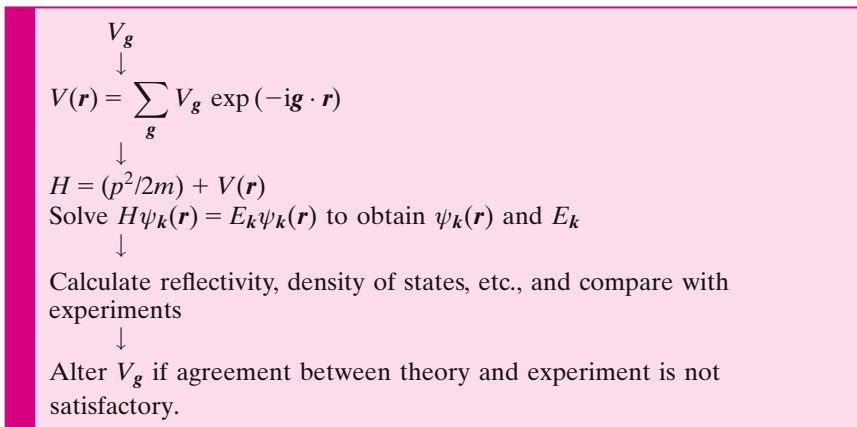 V_g
↓
V(r) = ∑_g V_g exp (−ig · r)
↓
H = (p²/2m) + V(r)
Solve Hψ_k(r) = E_kψ_k(r) to obtain ψ_k(r) and E_k
↓
Calculate reflectivity, density of states, etc., and compare with
experiments
↓
Alter V_g if agreement between theory and experiment is not
satisfactory.